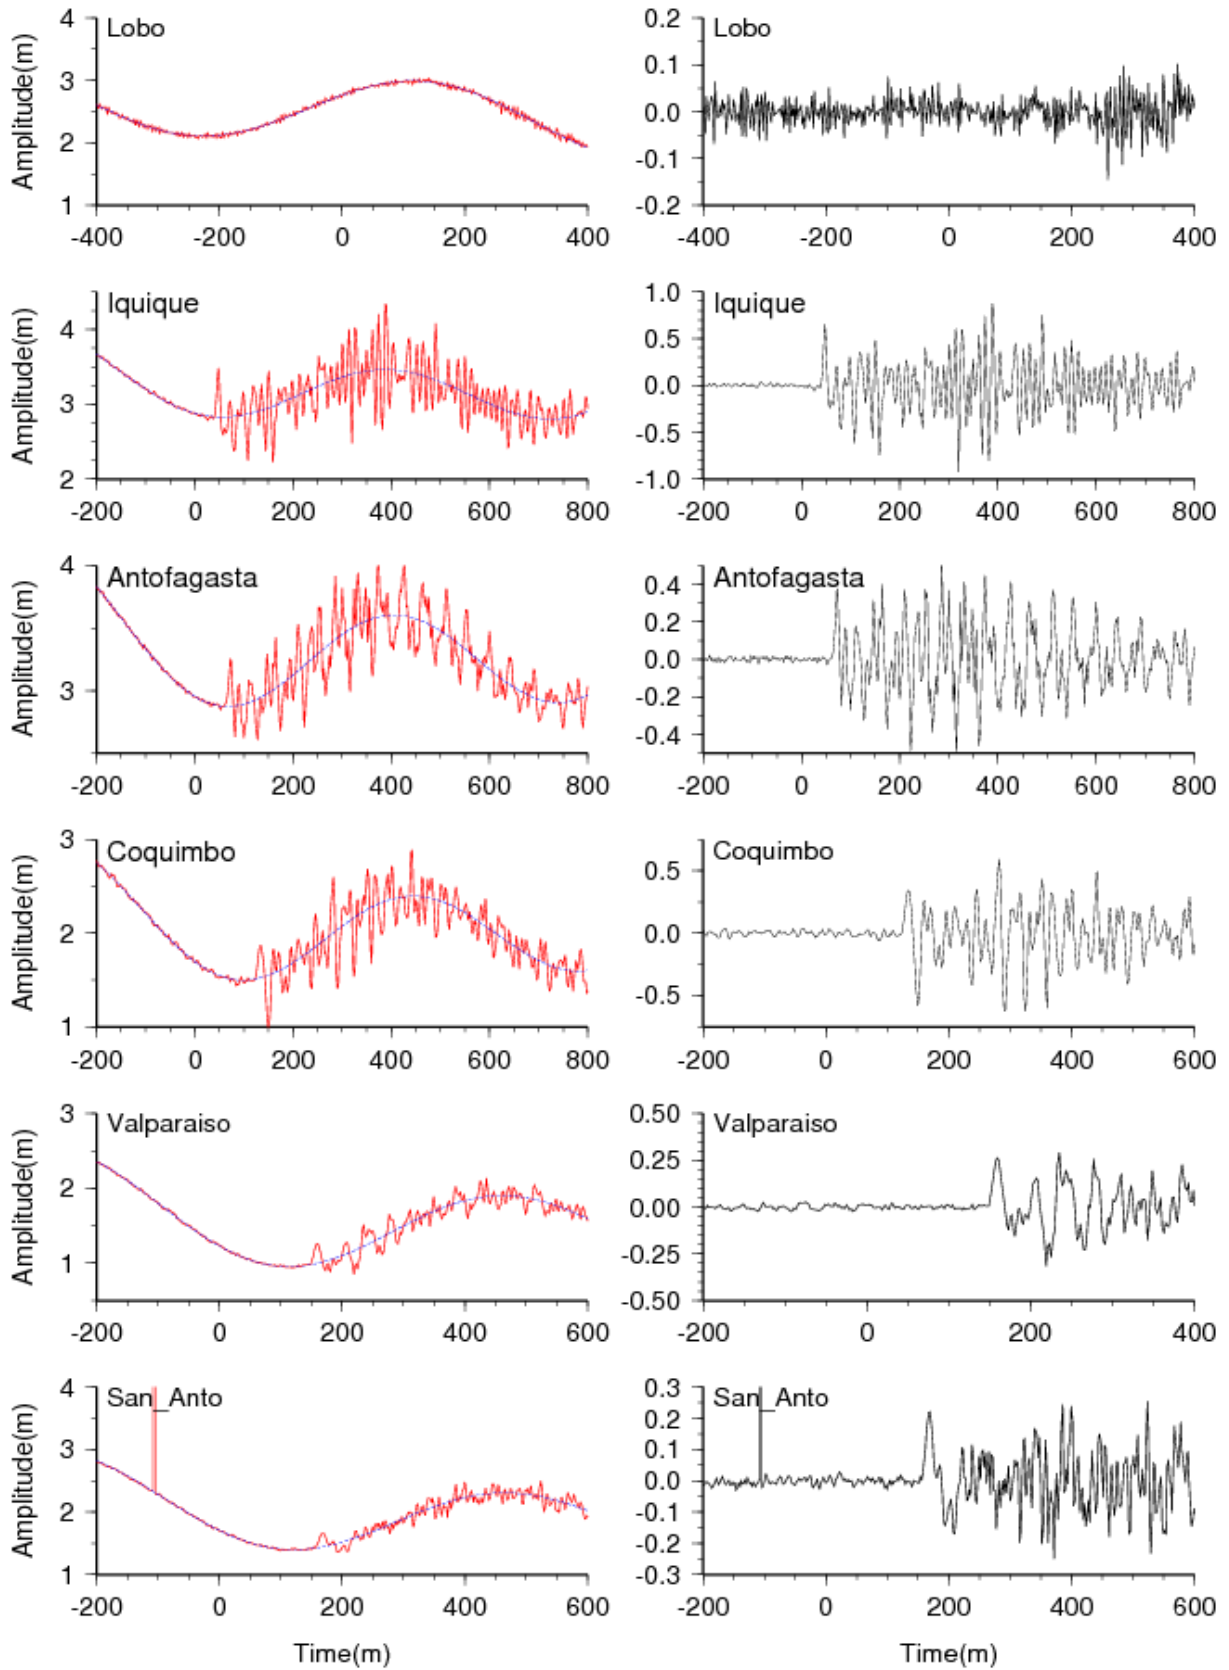 4
3
2
1
Amplitude(m)
Lobo
-400 -200 0 200 400
0.2
0.1
0.0
-0.1
-0.2
Lobo
-400 -200 0 200 400
4
3
2
Amplitude(m)
Iquique
-200 0 200 400 600 800
1.0
0.5
0.0
-0.5
-1.0
Iquique
-200 0 200 400 600 800
4
3
Amplitude(m)
Antofagasta
-200 0 200 400 600 800
0.4
0.2
0.0
-0.2
-0.4
Antofagasta
-200 0 200 400 600 800
3
2
1
Amplitude(m)
Coquimbo
-200 0 200 400 600 800
0.5
0.0
-0.5
Coquimbo
-200 0 200 400 600
3
2
1
Amplitude(m)
Valparaiso
-200 0 200 400 600
0.50
0.25
0.00
-0.25
-0.50
Valparaiso
-200 0 200 400
4
3
2
1
Amplitude(m)
San_Anto
-200 0 200 400 600
Time(m)
0.3
0.2
0.1
0.0
-0.1
-0.2
-0.3
San_Anto
-200 0 200 400 600
Time(m)